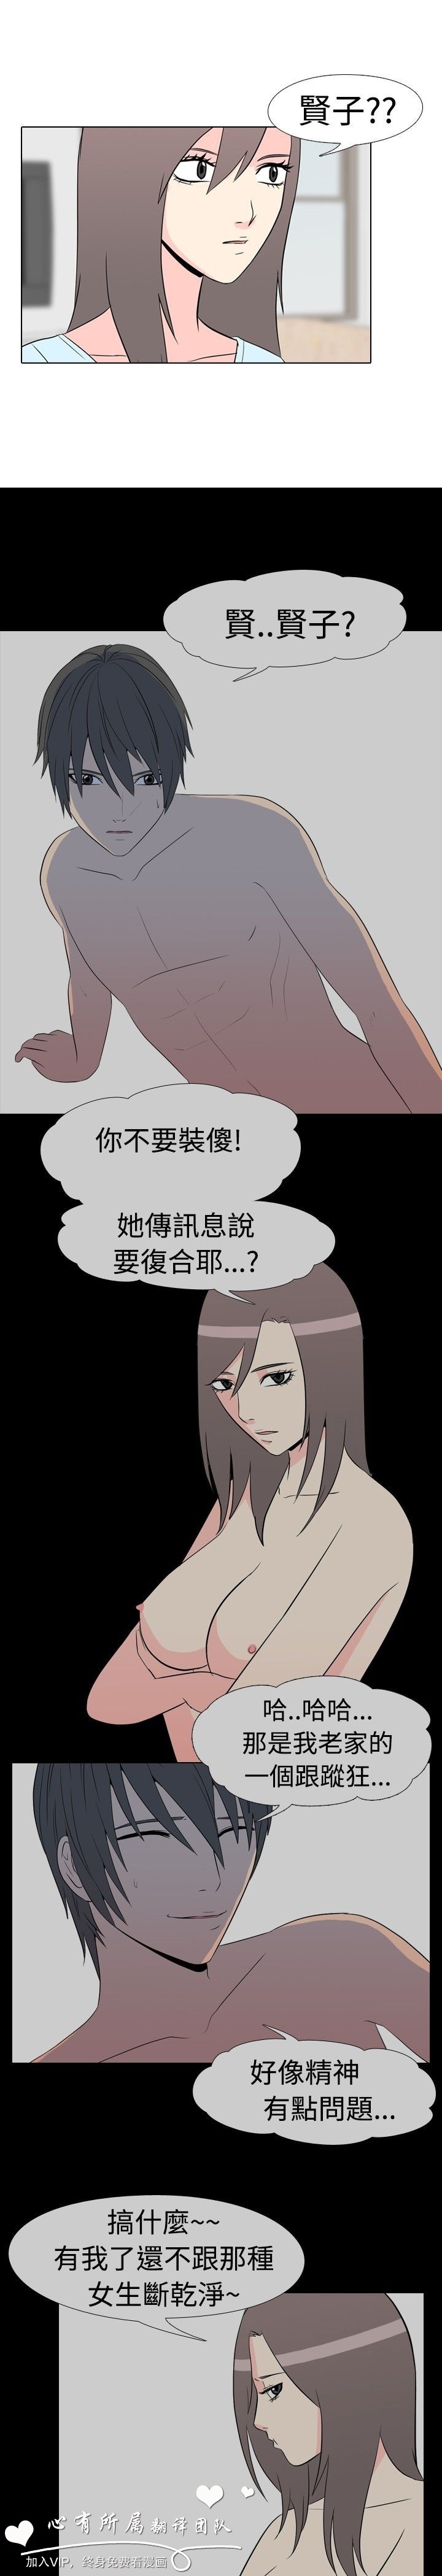 賢子??
賢..賢子?
你不要裝傻!
她傳訊息說
要復合耶...?
哈..哈哈...
那是我老家的
一個跟蹤狂...
好像精神
有點問題...
搞什麼~~
有我了還不跟那種
女生斷乾淨~
心有所属翻译团队
加入VIP，终身免费看漫画